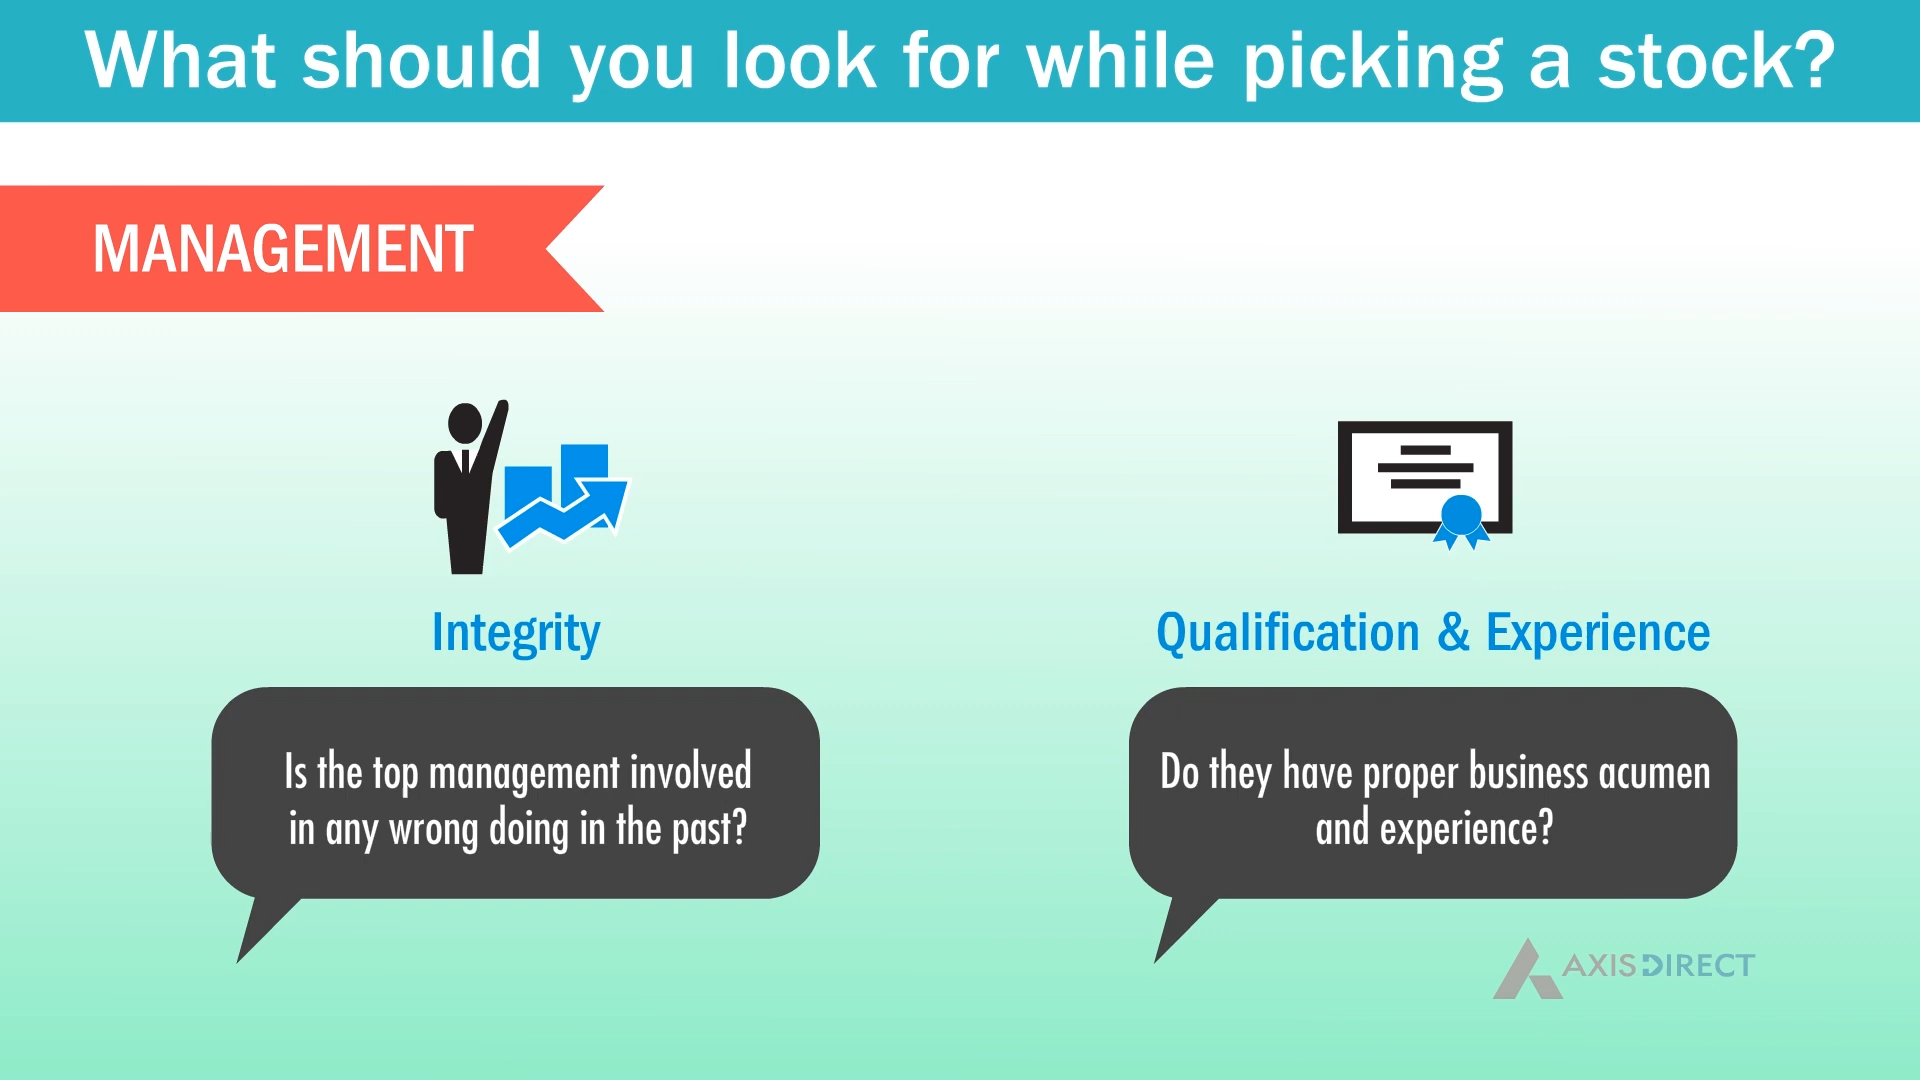 What should you look for while picking a stock?
MANAGEMENT
Integrity
Is the top management involved
in any wrong doing in the past?
Qualification & Experience
Do they have proper business acumen
and experience?
AXIS DIRECT